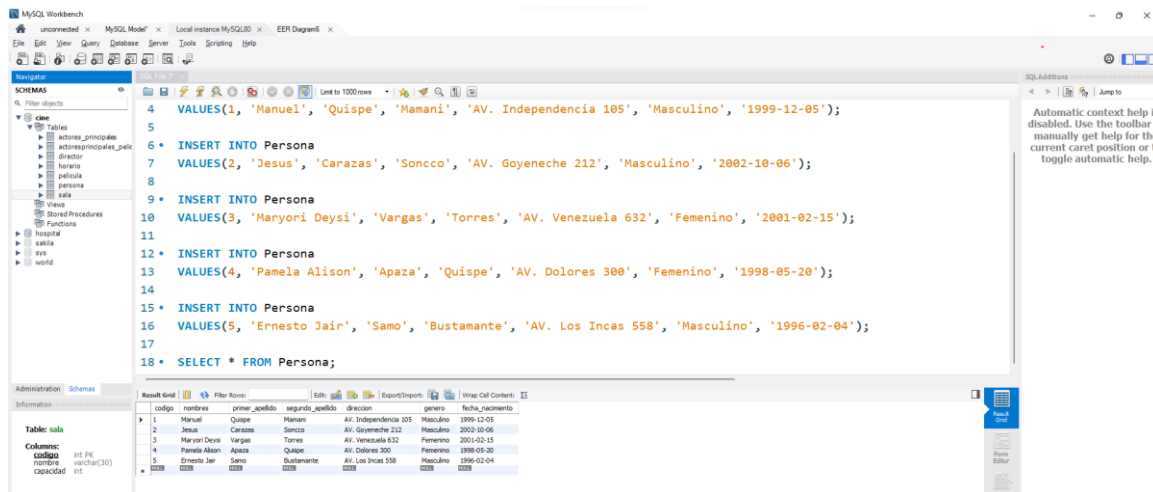 MySQL Workbench
unconnected × MySQL Model* × Local instance MySQL80 × EER Diagram6 ×
File Edit View Query Database Server Tools Scripting Help
Navigator
SCHEMAS
Filter objects
cine
Tables
actores_principales
actoresprincipales_pelic
director
horario
pelicula
persona
sala
Views
Stored Procedures
Functions
hospital
sakila
sys
world
Administration Schemas
Information
Table: sala
Columns:
codigo int PK
nombre varchar(30)
capacidad int
SQL File 3* ×
Limit to 1000 rows
4 VALUES(1, 'Manuel', 'Quispe', 'Mamani', 'AV. Independencia 105', 'Masculino', '1999-12-05');
5
6 INSERT INTO Persona
7 VALUES(2, 'Jesus', 'Carazas', 'Soncco', 'AV. Goyeneche 212', 'Masculino', '2002-10-06');
8
9 INSERT INTO Persona
10 VALUES(3, 'Maryori Deysi', 'Vargas', 'Torres', 'AV. Venezuela 632', 'Femenino', '2001-02-15');
11
12 INSERT INTO Persona
13 VALUES(4, 'Pamela Alison', 'Apaza', 'Quispe', 'AV. Dolores 300', 'Femenino', '1998-05-20');
14
15 INSERT INTO Persona
16 VALUES(5, 'Ernesto Jair', 'Samo', 'Bustamante', 'AV. Los Incas 558', 'Masculino', '1996-02-04');
17
18 SELECT * FROM Persona;
Result Grid Filter Rows: Edit: Export/Import: Wrap Cell Content:
codigo nombres primer_apellido segundo_apellido direccion genero fecha_nacimiento
1 Manuel Quispe Mamani AV. Independencia 105 Masculino 1999-12-05
2 Jesus Carazas Soncco AV. Goyeneche 212 Masculino 2002-10-06
3 Maryori Deysi Vargas Torres AV. Venezuela 632 Femenino 2001-02-15
4 Pamela Alison Apaza Quispe AV. Dolores 300 Femenino 1998-05-20
5 Ernesto Jair Samo Bustamante AV. Los Incas 558 Masculino 1996-02-04
NULL NULL NULL NULL NULL NULL NULL
Result Grid
Form Editor
SQLAdditions
Jump to
Automatic context help i
disabled. Use the toolbar
manually get help for the
current caret position or t
toggle automatic help.